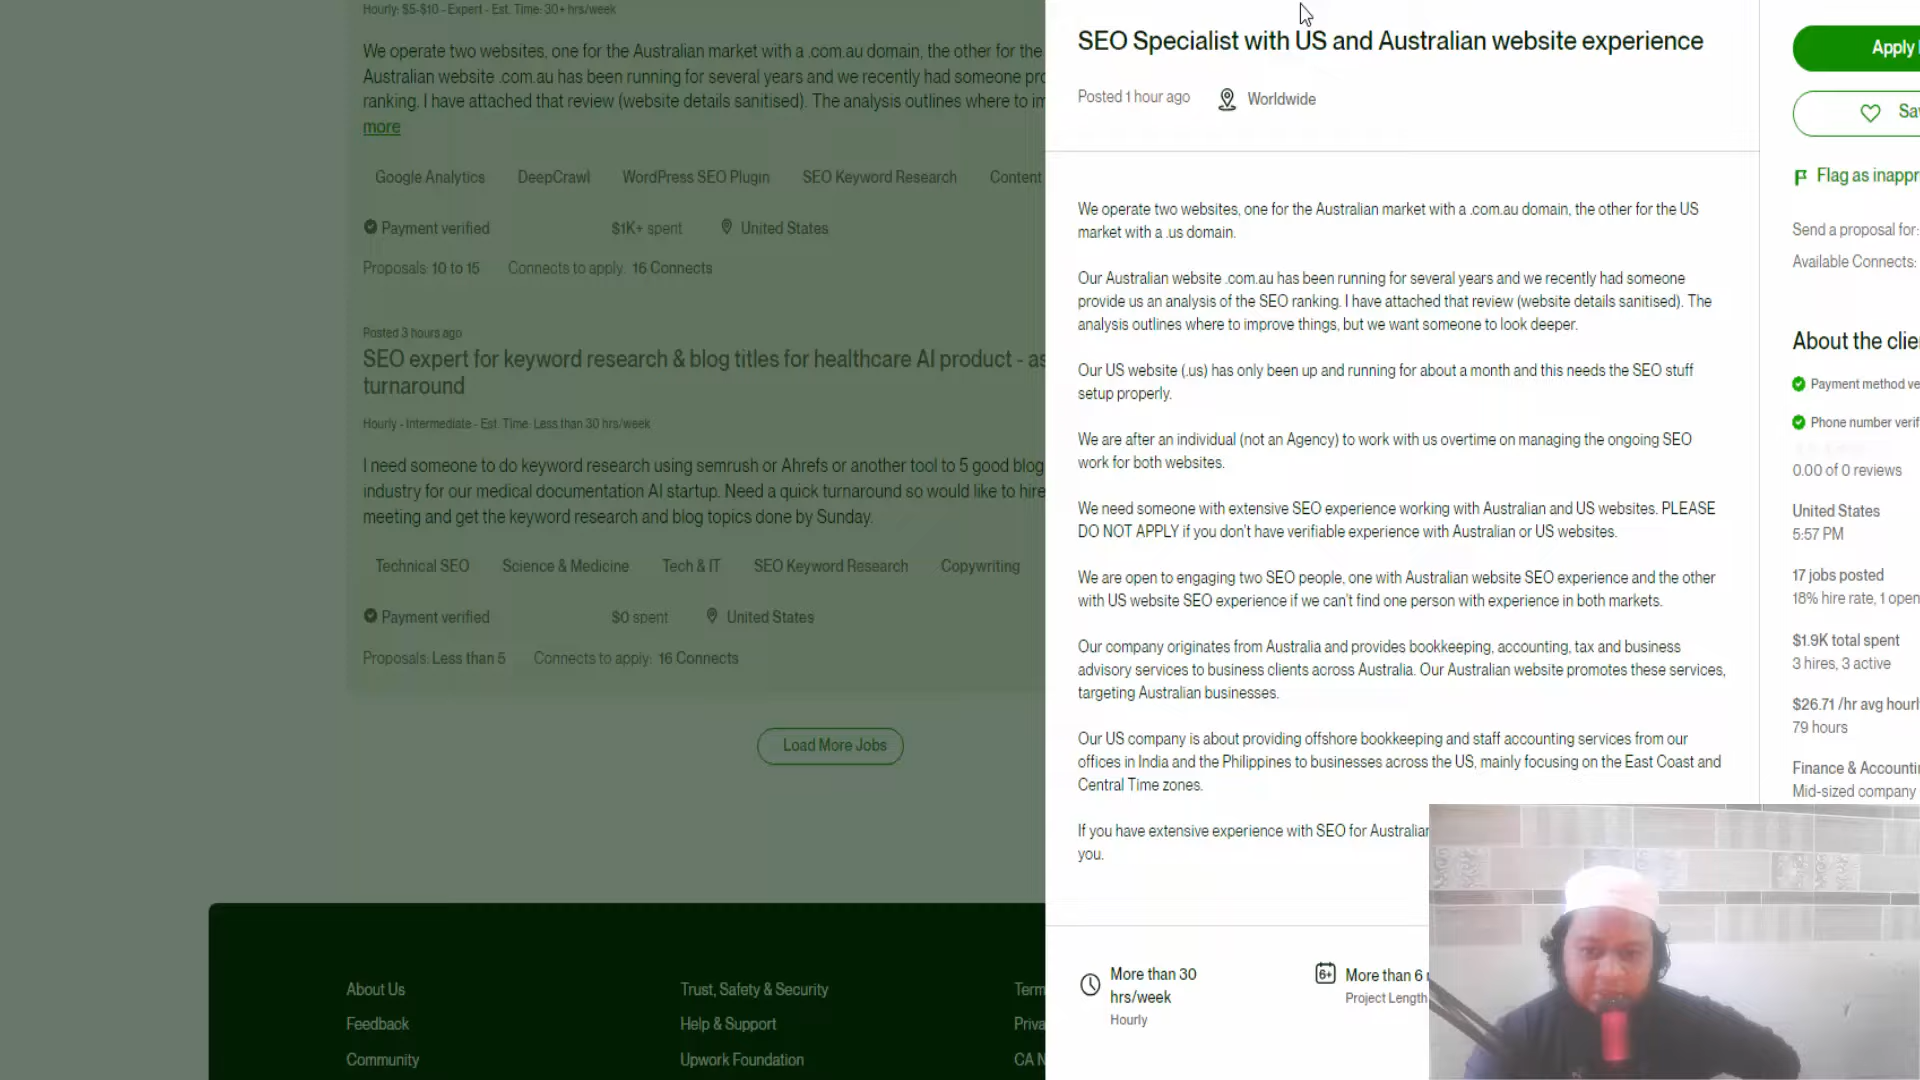 Hourly: $5-$10 - Expert - Est. Time: 30+ hrs/week
We operate two websites, one for the Australian market with a .com.au domain, the other for the
Australian website .com.au has been running for several years and we recently had someone
ranking. I have attached that review (website details sanitised). The analysis outlines where to
more
Google Analytics DeepCrawl WordPress SEO Plugin SEO Keyword Research Content
Payment verified $1K+ spent United States
Proposals: 10 to 15 Connects to apply: 16 Connects
Posted 3 hours ago
SEO expert for keyword research & blog titles for healthcare AI product -
turnaround
Hourly - Intermediate - Est. Time: Less than 30 hrs/week
I need someone to do keyword research using semrush or Ahrefs or another tool to 5 good blog
industry for our medical documentation AI startup. Need a quick turnaround so would like to hire
meeting and get the keyword research and blog topics done by Sunday.
Technical SEO Science & Medicine Tech & IT SEO Keyword Research Copywriting
Payment verified $0 spent United States
Proposals: Less than 5 Connects to apply: 16 Connects
Load More Jobs
About Us Trust, Safety & Security
Feedback Help & Support
Community Upwork Foundation
SEO Specialist with US and Australian website experience
Posted 1 hour ago Worldwide
We operate two websites, one for the Australian market with a .com.au domain, the other for the US
market with a .us domain.
Our Australian website .com.au has been running for several years and we recently had someone
provide us an analysis of the SEO ranking. I have attached that review (website details sanitised). The
analysis outlines where to improve things, but we want someone to look deeper.
Our US website (.us) has only been up and running for about a month and this needs the SEO stuff
setup properly.
We are after an individual (not an Agency) to work with us overtime on managing the ongoing SEO
work for both websites.
We need someone with extensive SEO experience working with Australian and US websites. PLEASE
DO NOT APPLY if you don't have verifiable experience with Australian or US websites.
We are open to engaging two SEO people, one with Australian website SEO experience and the other
with US website SEO experience if we can't find one person with experience in both markets.
Our company originates from Australia and provides bookkeeping, accounting, tax and business
advisory services to business clients across Australia. Our Australian website promotes these services,
targeting Australian businesses.
Our US company is about providing offshore bookkeeping and staff accounting services from our
offices in India and the Philippines to businesses across the US, mainly focusing on the East Coast and
Central Time zones.
If you have extensive experience with SEO for Australian
you.
More than 30
hrs/week
Hourly
More than 6
Project Length
Apply
Flag as inappr
Send a proposal for:
Available Connects:
About the clie
Payment method ve
Phone number verif
0.00 of 0 reviews
United States
5:57 PM
17 jobs posted
18% hire rate, 1 open
$1.9K total spent
3 hires, 3 active
$26.71 /hr avg hourl
79 hours
Finance & Accounti
Mid-sized company